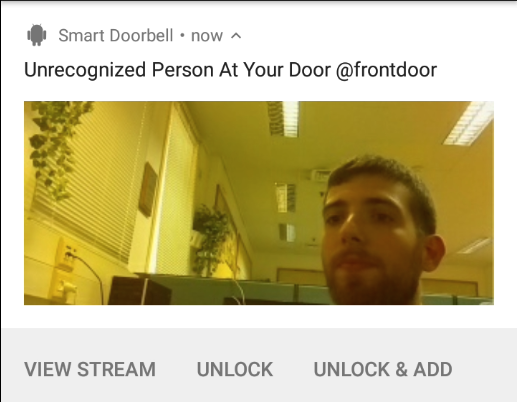 Smart Doorbell • now
Unrecognized Person At Your Door @frontdoor
VIEW STREAM UNLOCK UNLOCK & ADD